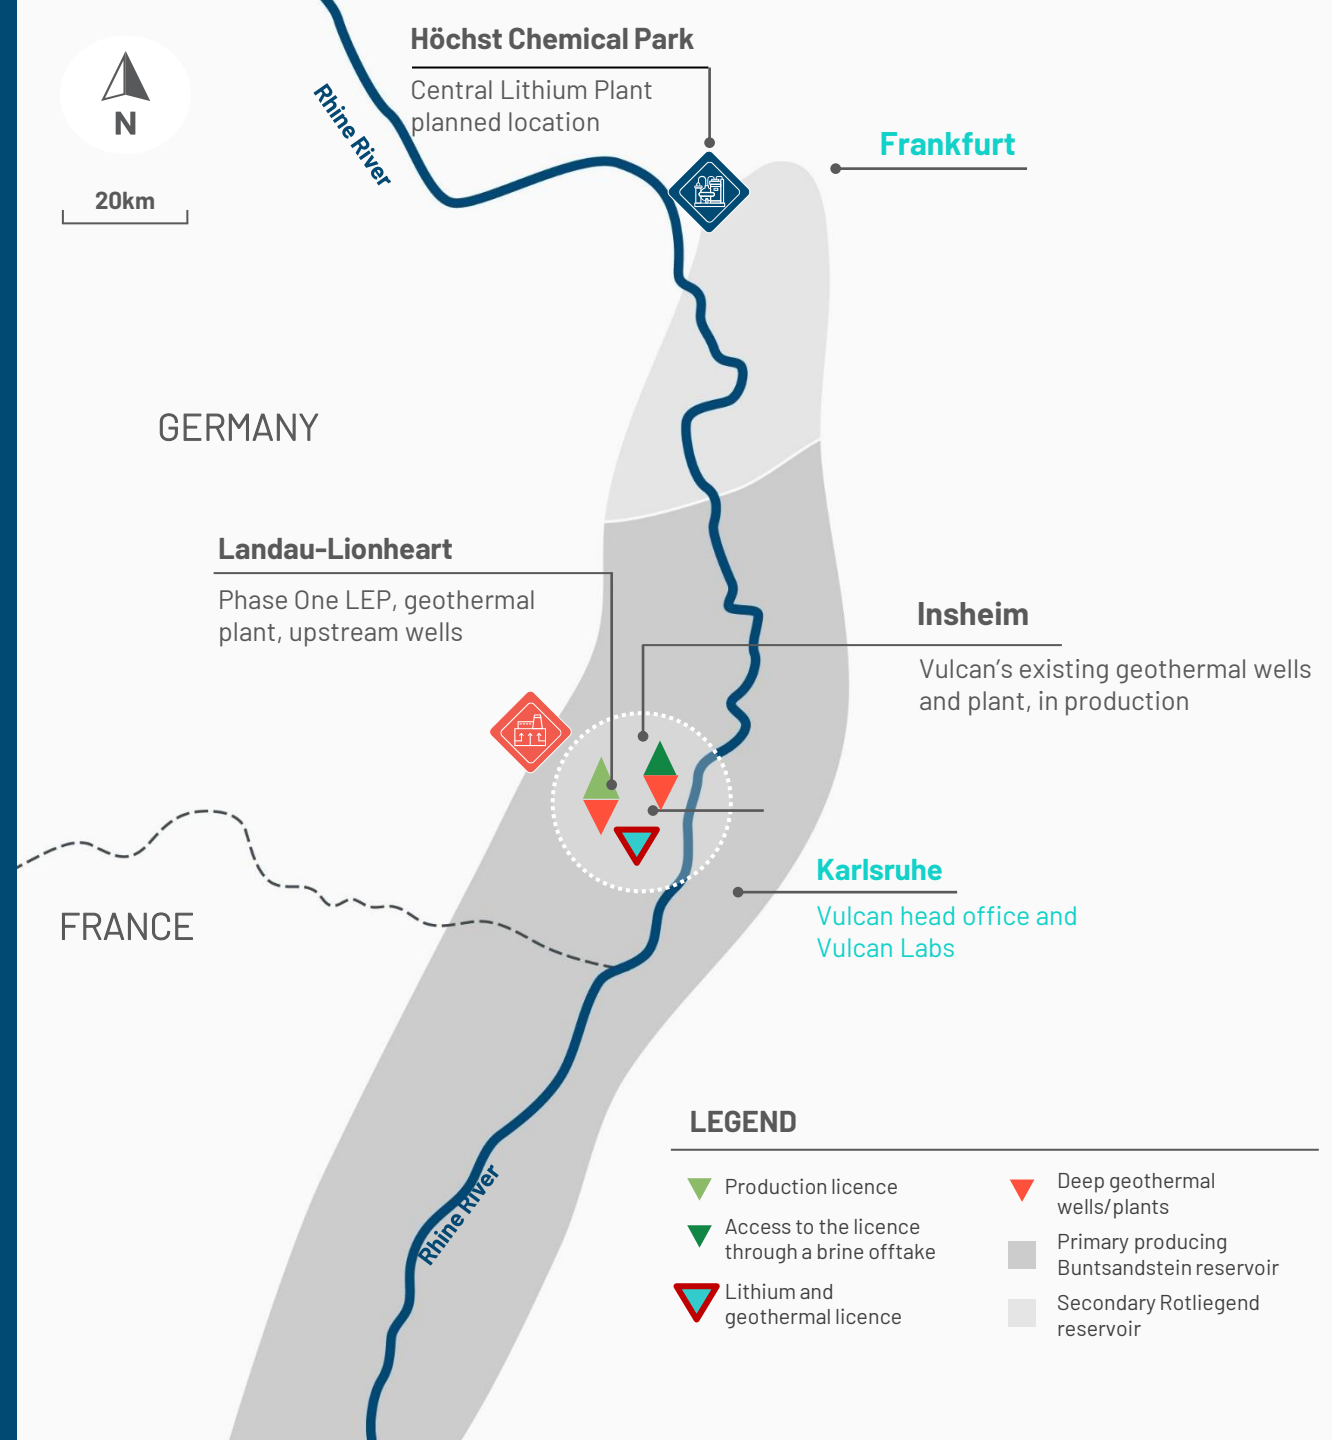 Höchst Chemical Park
Central Lithium Plant
planned location
N
20km
Rhine River
Frankfurt
GERMANY
Landau-Lionheart
Phase One LEP, geothermal
plant, upstream wells
Insheim
Vulcan's existing geothermal wells
and plant, in production
Karlsruhe
Vulcan head office and
Vulcan Labs
FRANCE
Rhine River
LEGEND
Production licence
Access to the licence
through a brine offtake
Lithium and
geothermal licence
Deep geothermal
wells/plants
Primary producing
Buntsandstein reservoir
Secondary Rotliegend
reservoir